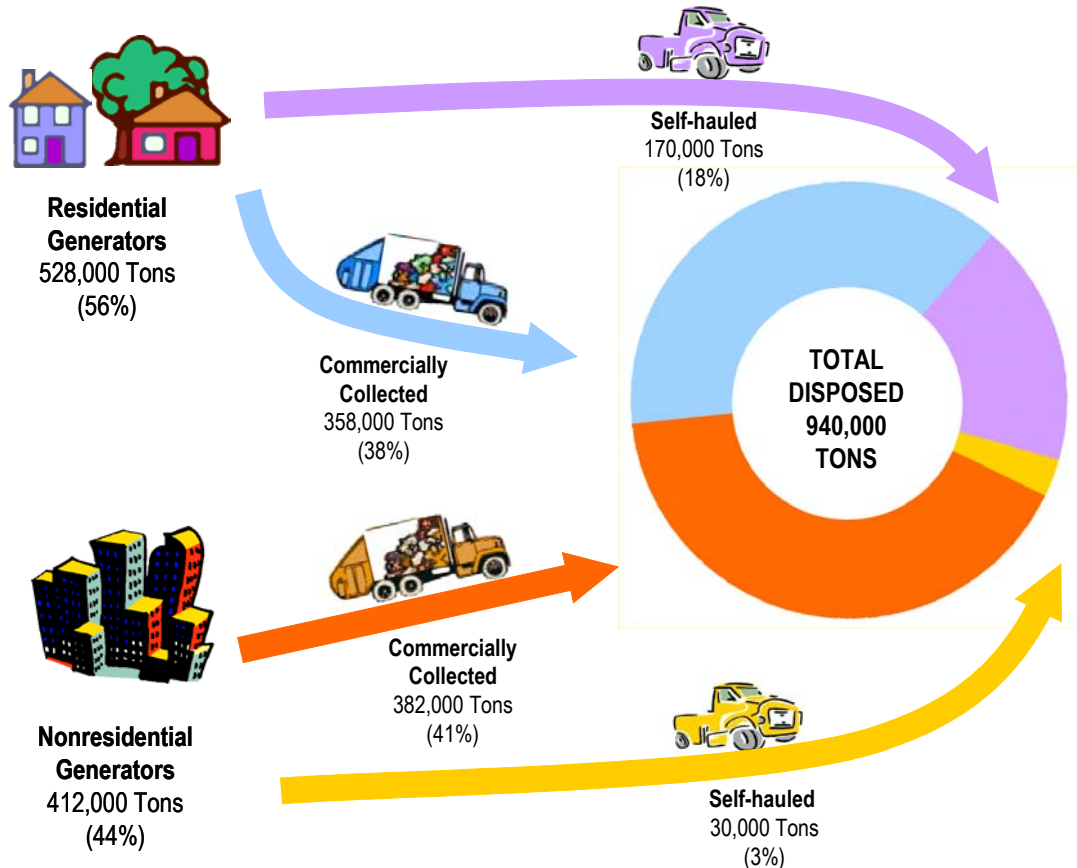 Self-hauled
170,000 Tons
(18%)
Residential
Generators
528,000 Tons
(56%)
Commercially
Collected
358,000 Tons
(38%)
TOTAL
DISPOSED
940,000
TONS
Commercially
Collected
382,000 Tons
(41%)
Nonresidential
Generators
412,000 Tons
(44%)
Self-hauled
30,000 Tons
(3%)